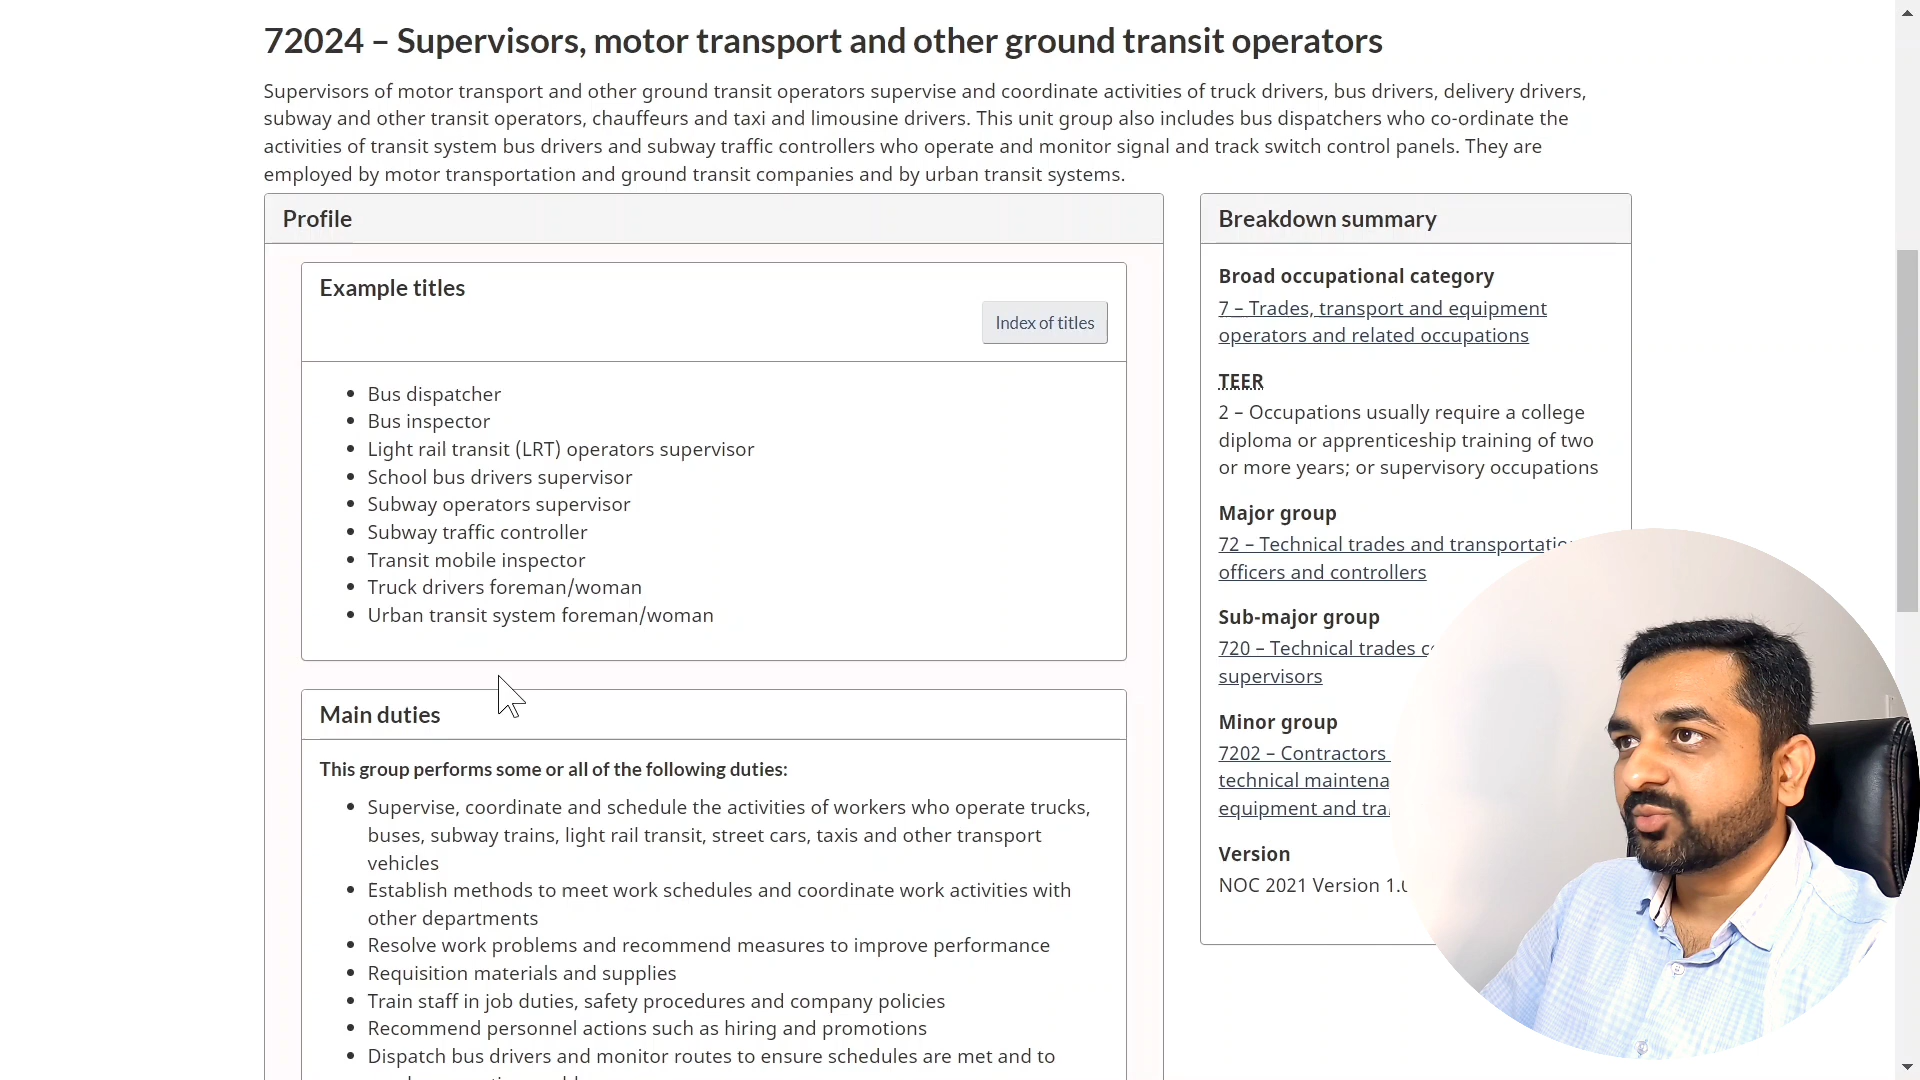 72024 – Supervisors, motor transport and other ground transit operators
Supervisors of motor transport and other ground transit operators supervise and coordinate activities of truck drivers, bus drivers, delivery drivers,
subway and other transit operators, chauffeurs and taxi and limousine drivers. This unit group also includes bus dispatchers who co-ordinate the
activities of transit system bus drivers and subway traffic controllers who operate and monitor signal and track switch control panels. They are
employed by motor transportation and ground transit companies and by urban transit systems.
Profile
Example titles
Index of titles
• Bus dispatcher
• Bus inspector
• Light rail transit (LRT) operators supervisor
• School bus drivers supervisor
• Subway operators supervisor
• Subway traffic controller
• Transit mobile inspector
• Truck drivers foreman/woman
• Urban transit system foreman/woman
Main duties
This group performs some or all of the following duties:
• Supervise, coordinate and schedule the activities of workers who operate trucks,
buses, subway trains, light rail transit, street cars, taxis and other transport
vehicles
• Establish methods to meet work schedules and coordinate work activities with
other departments
• Resolve work problems and recommend measures to improve performance
• Requisition materials and supplies
• Train staff in job duties, safety procedures and company policies
• Recommend personnel actions such as hiring and promotions
• Dispatch bus drivers and monitor routes to ensure schedules are met and to
Breakdown summary
Broad occupational category
7 – Trades, transport and equipment
operators and related occupations
TEER
2 – Occupations usually require a college
diploma or apprenticeship training of two
or more years; or supervisory occupations
Major group
72 – Technical trades and transportatio
officers and controllers
Sub-major group
720 – Technical trades
supervisors
Minor group
7202 – Contractors
technical maintena
equipment and tra
Version
NOC 2021 Version 1.